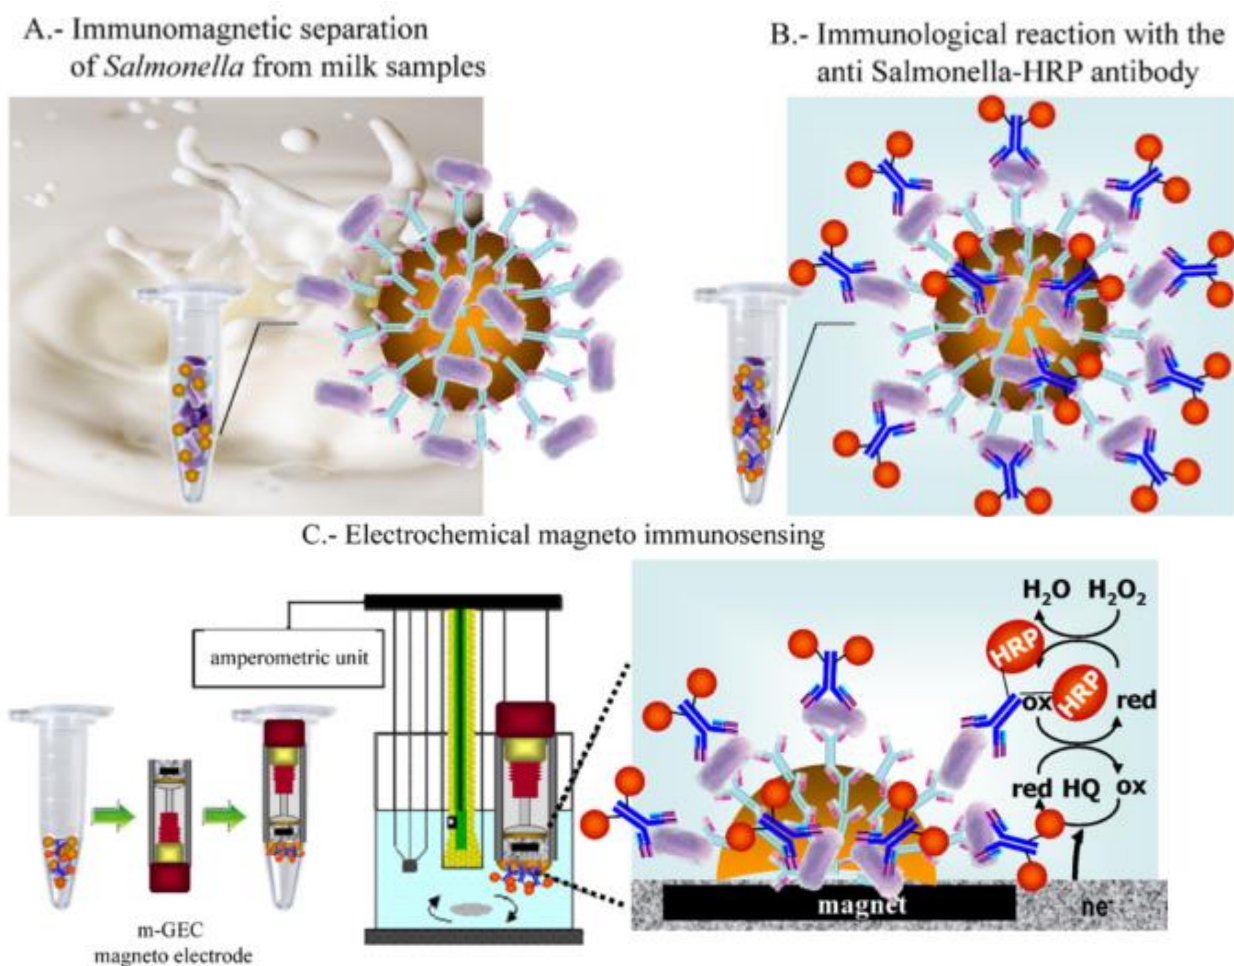 A.- Immunomagnetic separation
of Salmonella from milk samples
B.- Immunological reaction with the
anti Salmonella-HRP antibody
C.- Electrochemical magneto immunosensing
amperometric unit
m-GEC
magneto electrode
H₂O H₂O₂
HRP
ox HRP red
red HQ ox
magnet
ne⁻